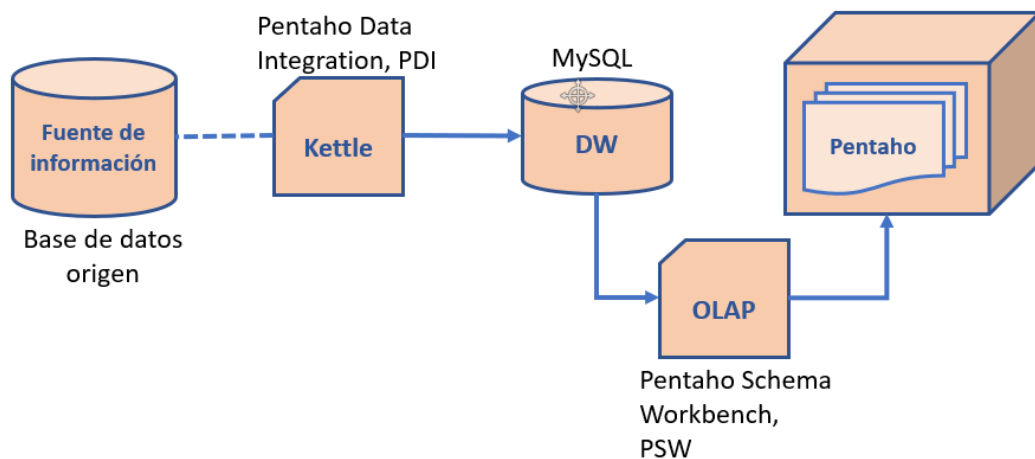 Pentaho Data
Integration, PDI
Fuente de
información
Base de datos
origen
Kettle
MySQL
DW
Pentaho
OLAP
Pentaho Schema
Workbench,
PSW